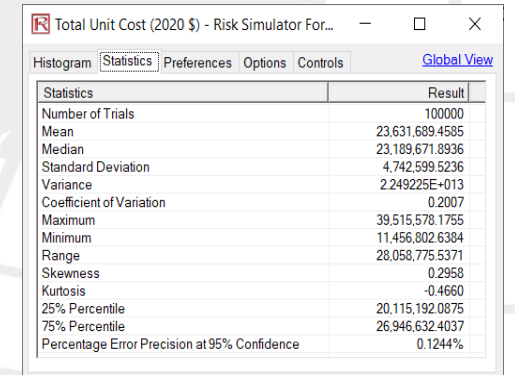 Total Unit Cost (2020 $) - Risk Simulator For...
Histogram Statistics Preferences Options Controls Global View
Statistics Result
Number of Trials 100000
Mean 23,631,689.4585
Median 23,189,671.8936
Standard Deviation 4,742,599.5236
Variance 2.249225E+013
Coefficient of Variation 0.2007
Maximum 39,515,578.1755
Minimum 11,456,802.6384
Range 28,058,775.5371
Skewness 0.2958
Kurtosis -0.4660
25% Percentile 20,115,192.0875
75% Percentile 26,946,632.4037
Percentage Error Precision at 95% Confidence 0.1244%